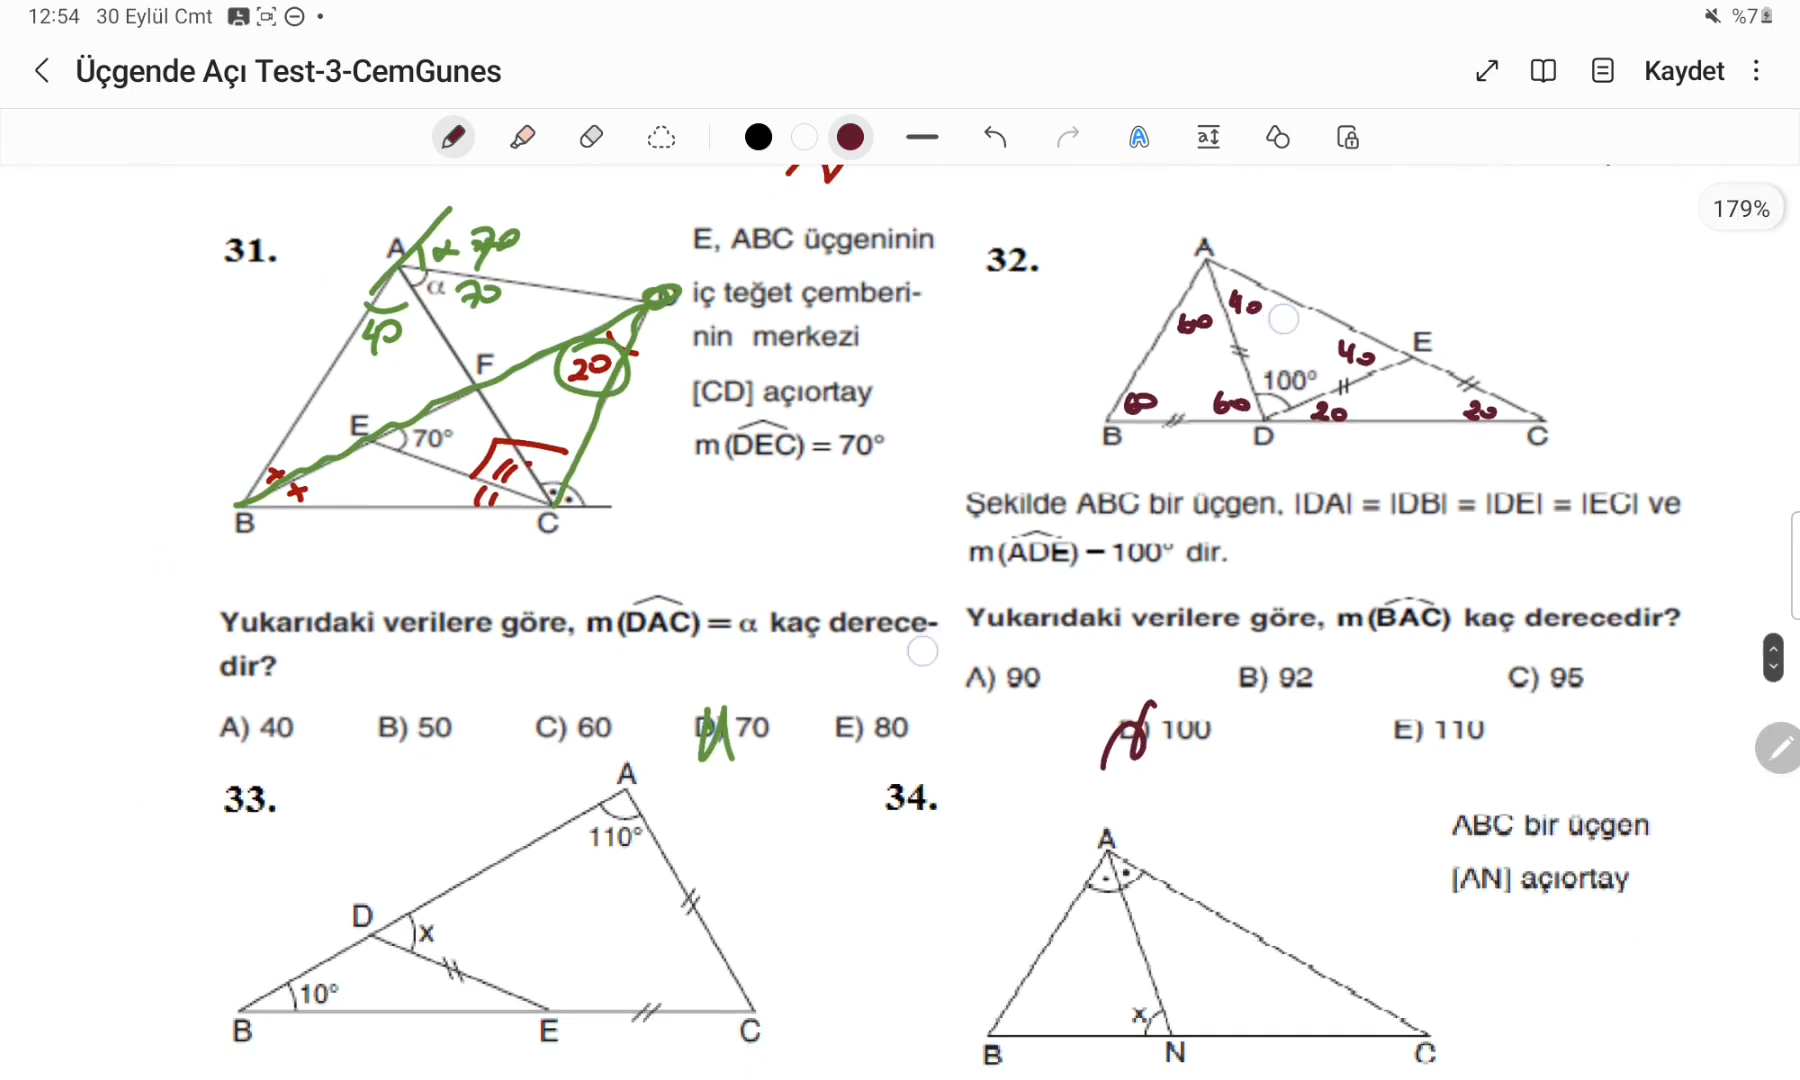 12:54 30 Eylül Cmt
%7
Üçgende Açı Test-3-CemGunes
Kaydet
179%
31.
A
α 70
α 70
40
F
20
E
70°
B
C
E, ABC üçgeninin
iç teğet çemberi-
nin merkezi
[CD] açıortay
m(DEC) = 70°
Yukarıdaki verilere göre, m(DAC) = α kaç derece-
dir?
A) 40 B) 50 C) 60 D) 70 E) 80
32.
A
60 40
40 E
100°
60 60 20 20
B D C
Şekilde ABC bir üçgen, |DA| = |DB| = |DE| = |EC| ve
m(ADE) – 100° dir.
Yukarıdaki verilere göre, m(BAC) kaç derecedir?
A) 90 B) 92 C) 95
D) 100 E) 110
33.
A
110°
D
x
10°
B E C
34.
A
x
B N C
ABC bir üçgen
[AN] açıortay